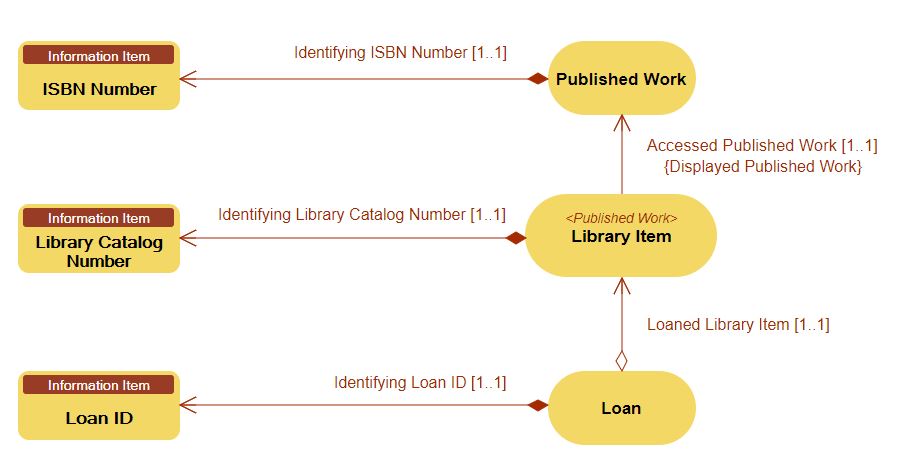 Identifying ISBN Number [1..1]
Information Item
ISBN Number
Published Work
Accessed Published Work [1..1]
{Displayed Published Work}
Identifying Library Catalog Number [1..1]
Information Item
Library Catalog
Number
<Published Work>
Library Item
Loaned Library Item [1..1]
Identifying Loan ID [1..1]
Information Item
Loan ID
Loan